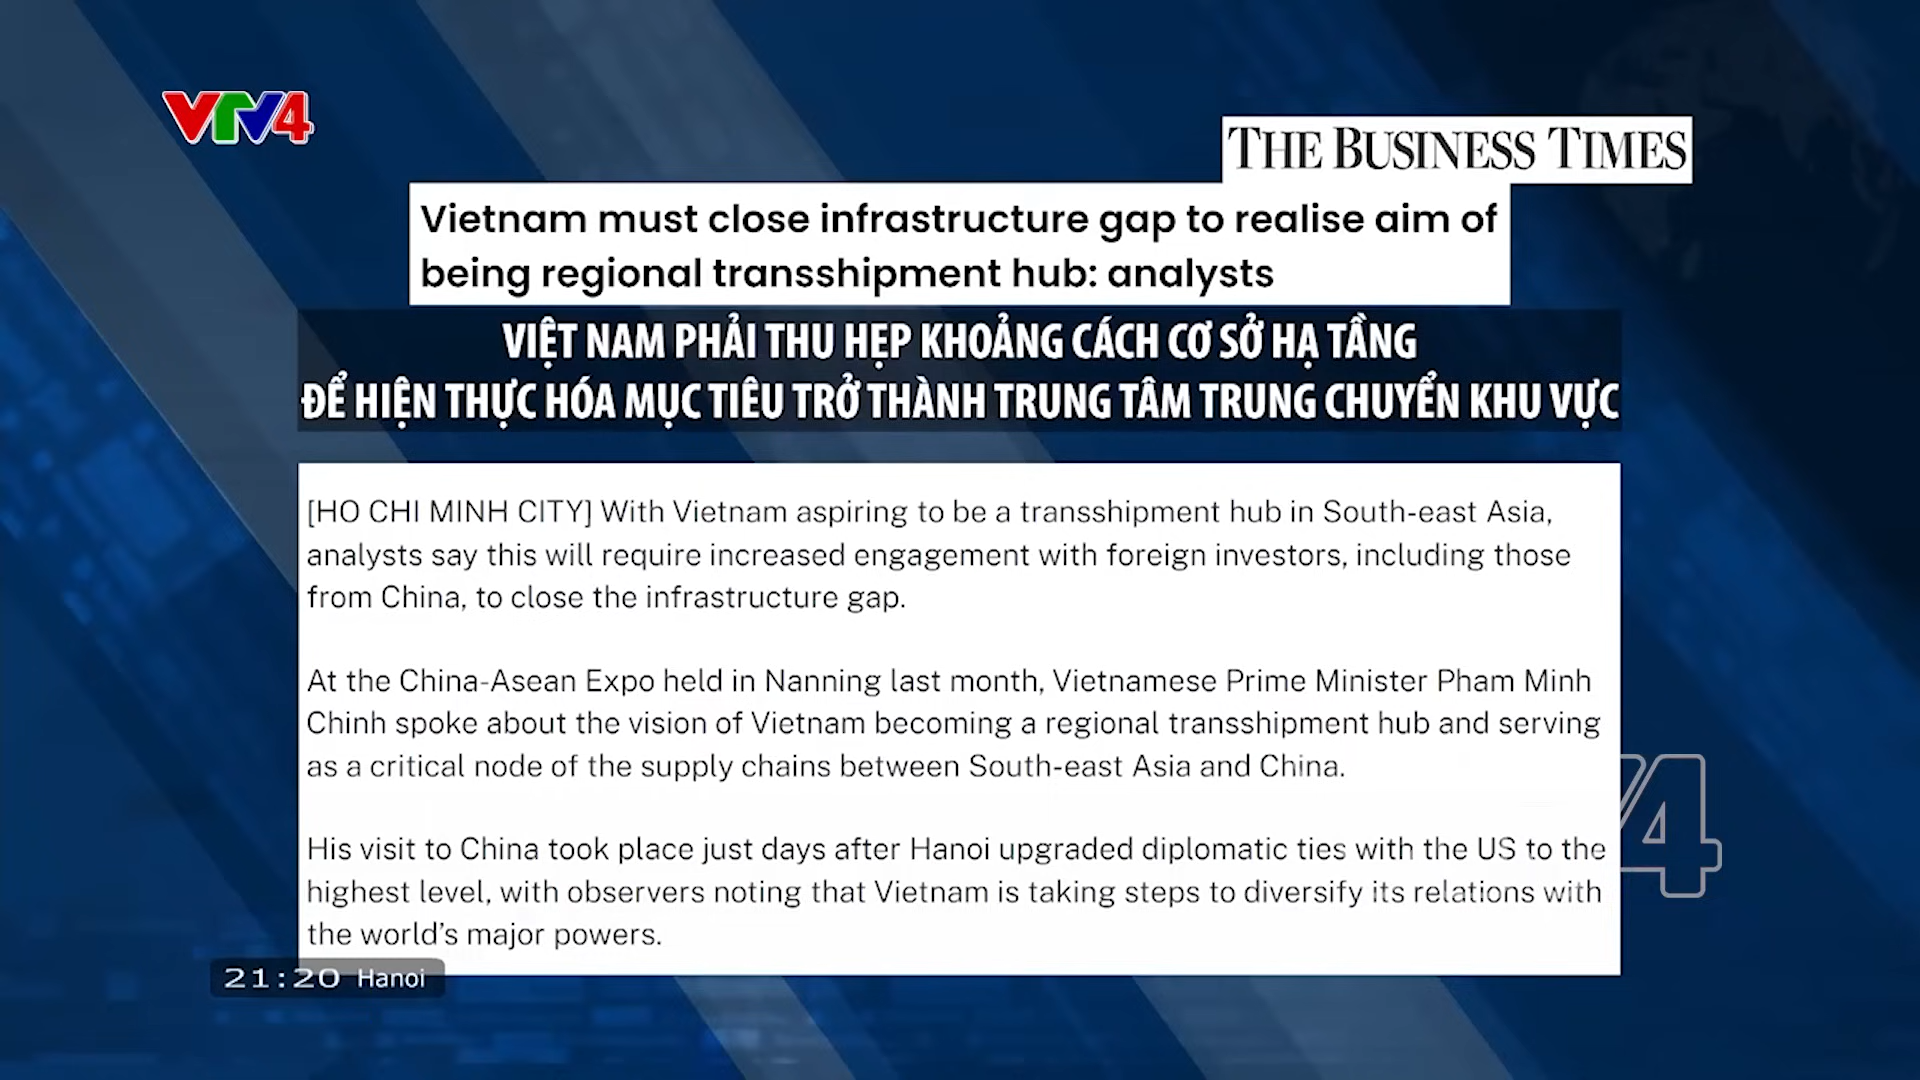 VTV4
THE BUSINESS TIMES
Vietnam must close infrastructure gap to realise aim of
being regional transshipment hub: analysts
VIỆT NAM PHẢI THU HẸP KHOẢNG CÁCH CƠ SỞ HẠ TẦNG
ĐỂ HIỆN THỰC HÓA MỤC TIÊU TRỞ THÀNH TRUNG TÂM TRUNG CHUYỂN KHU VỰC
[HO CHI MINH CITY] With Vietnam aspiring to be a transshipment hub in South-east Asia,
analysts say this will require increased engagement with foreign investors, including those
from China, to close the infrastructure gap.
At the China-Asean Expo held in Nanning last month, Vietnamese Prime Minister Pham Minh
Chinh spoke about the vision of Vietnam becoming a regional transshipment hub and serving
as a critical node of the supply chains between South-east Asia and China.
His visit to China took place just days after Hanoi upgraded diplomatic ties with the US to the
highest level, with observers noting that Vietnam is taking steps to diversify its relations with
the world's major powers.
4
21:20 Hanoi